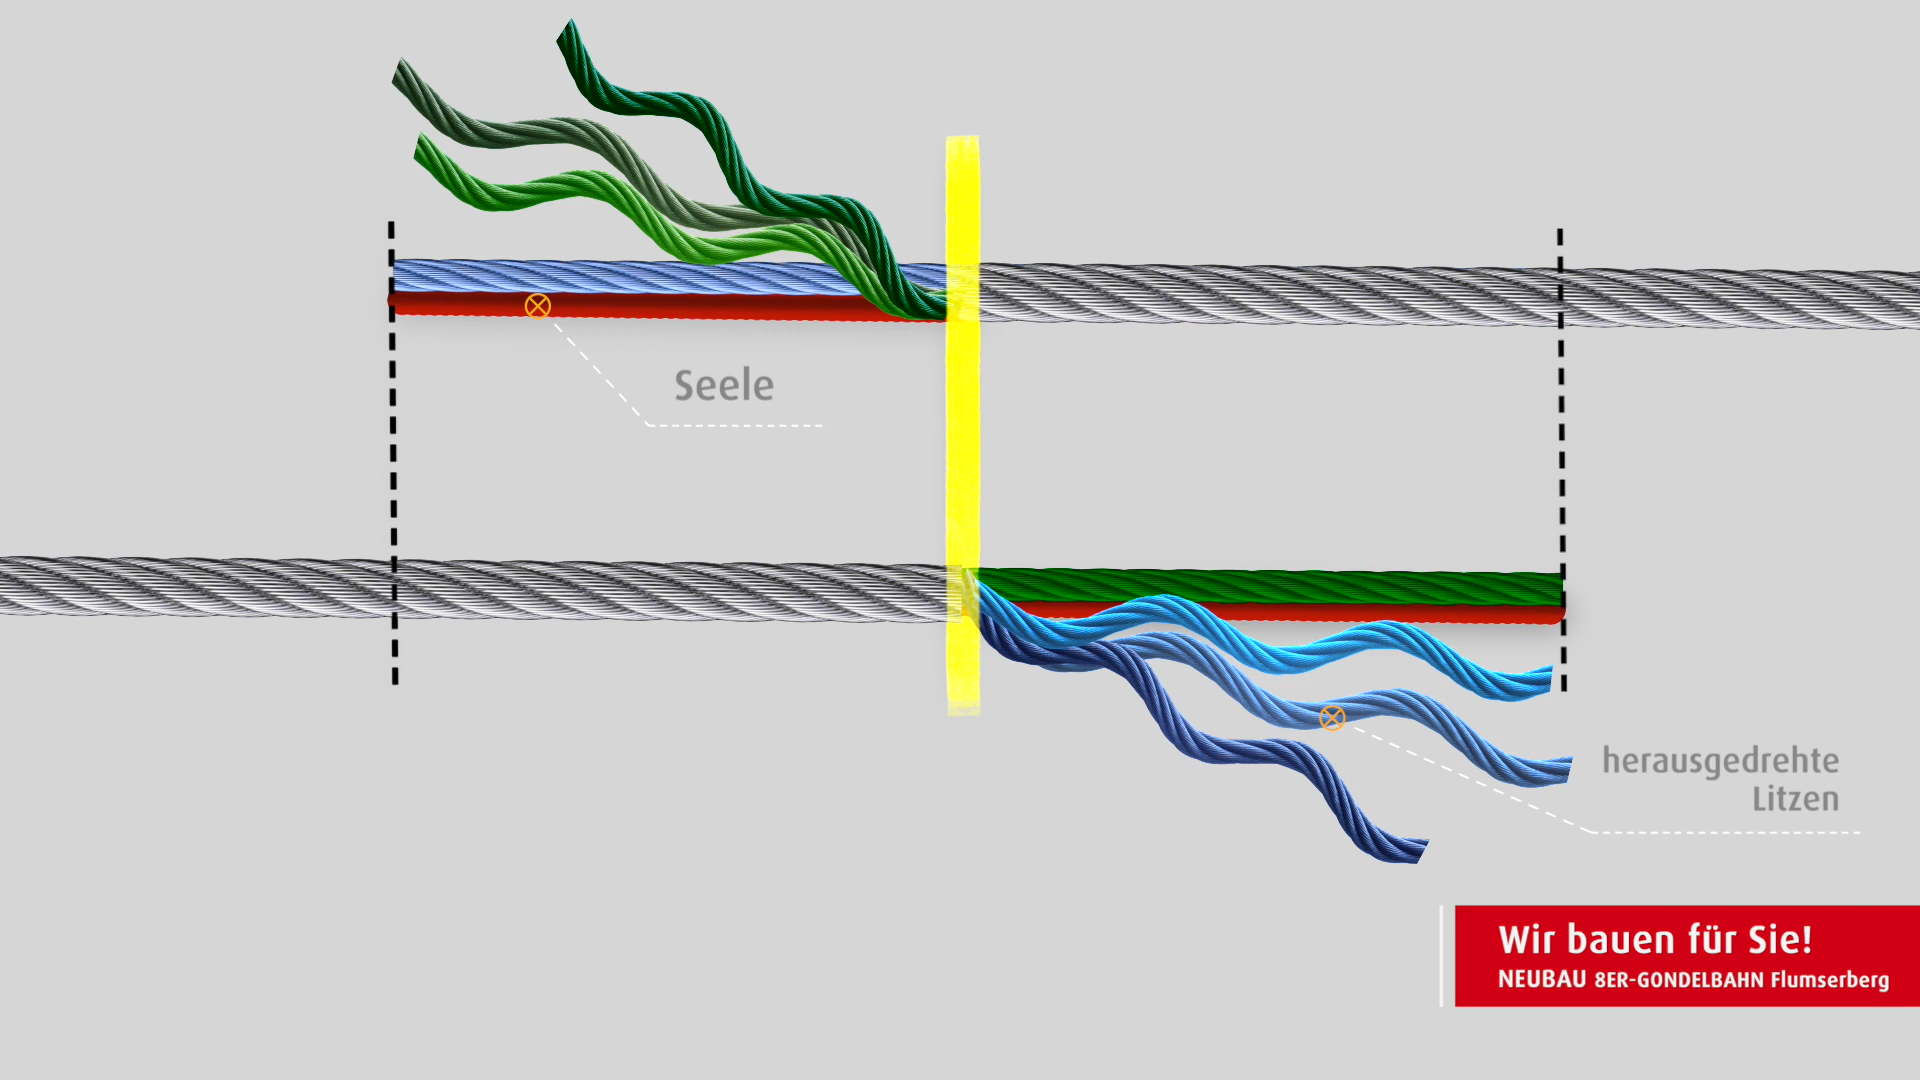 Seele
herausgedrehte
Litzen
Wir bauen für Sie!
NEUBAU 8ER-GONDELBAHN Flumserberg